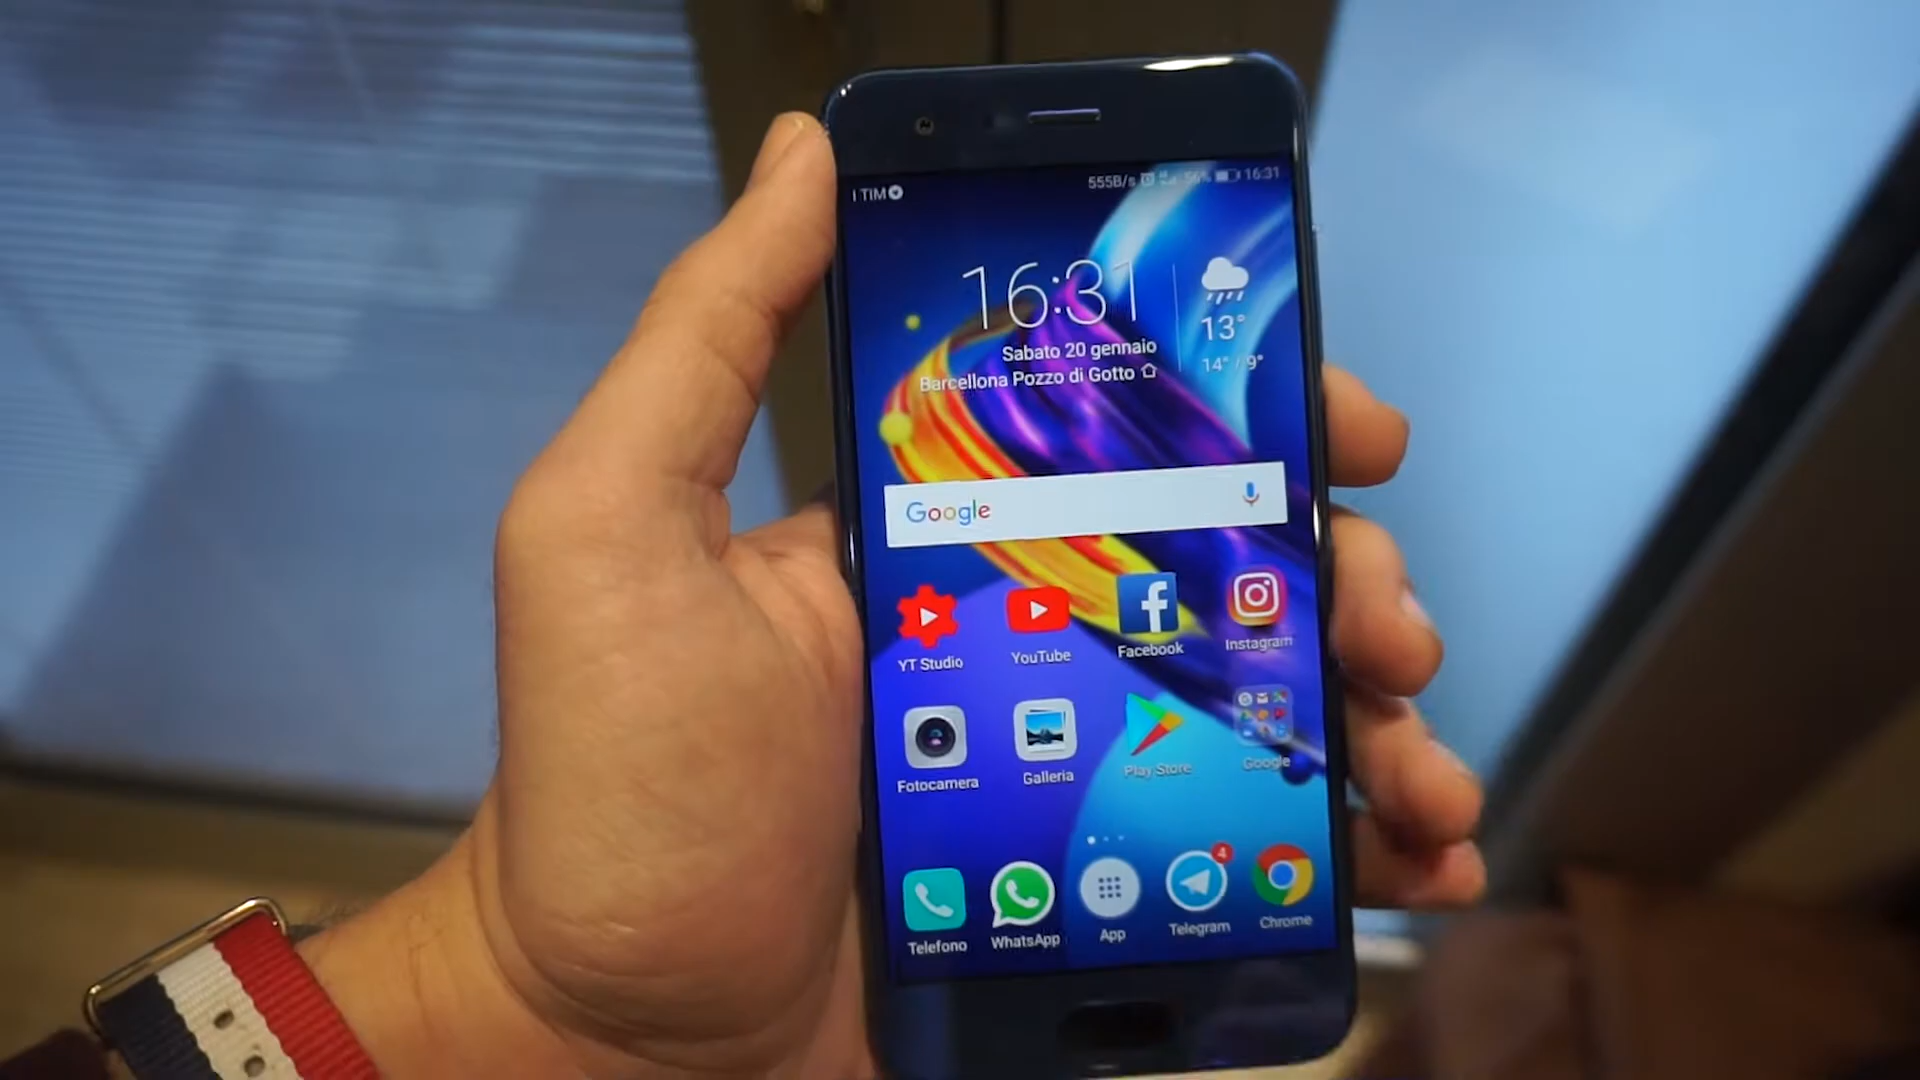 I TIM
555B/s 56% 16:31
16:31
Sabato 20 gennaio
Barcellona Pozzo di Gotto
13°
14° / 9°
Google
YT Studio
YouTube
Facebook
Instagram
Fotocamera
Galleria
Play Store
Google
4
Telefono
WhatsApp
App
Telegram
Chrome